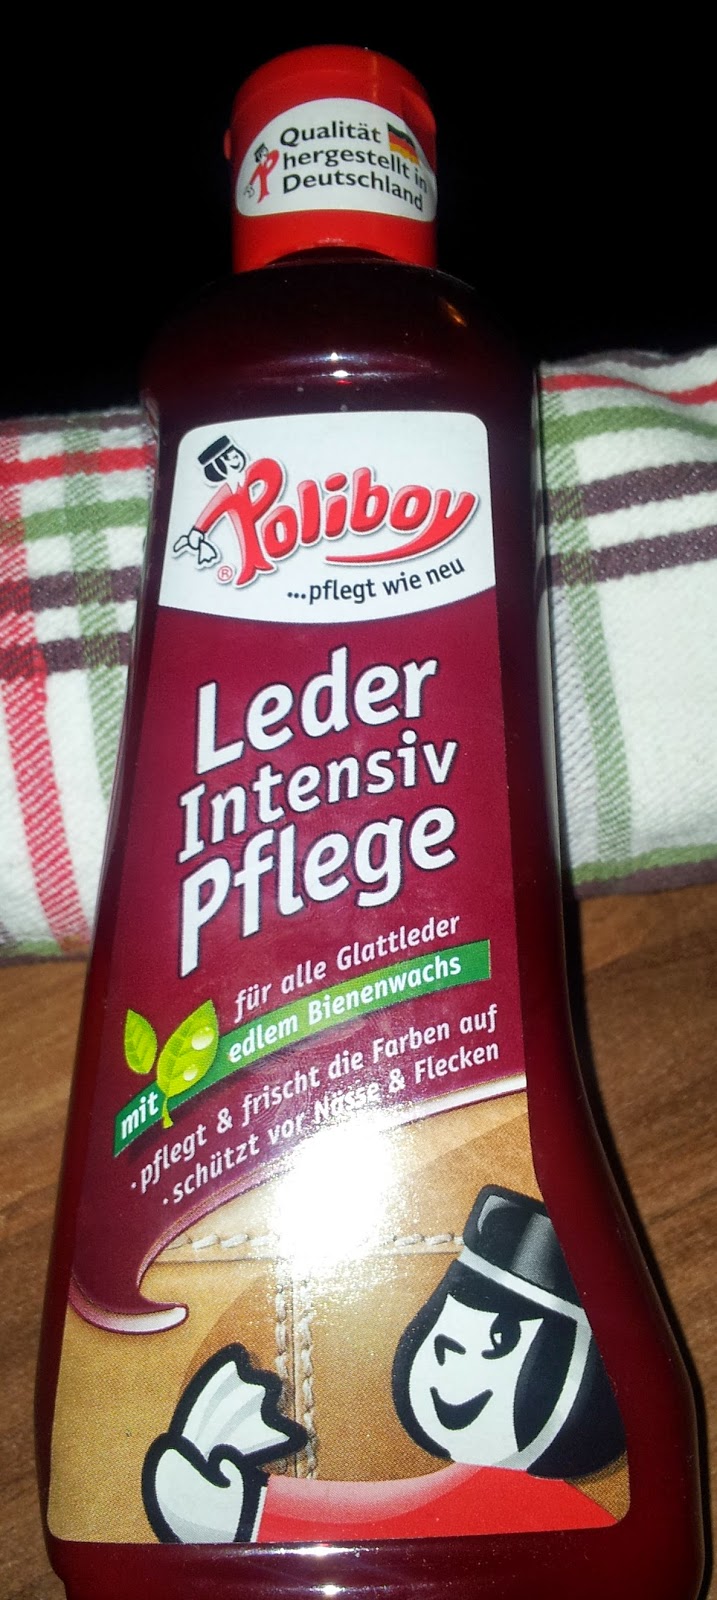 Qualität
hergestellt in
Deutschland
Poliboy
®
...pflegt wie neu
Leder
Intensiv
Pflege
für alle Glattleder
mit edlem Bienenwachs
· pflegt & frischt die Farben auf
· schützt vor Nässe & Flecken